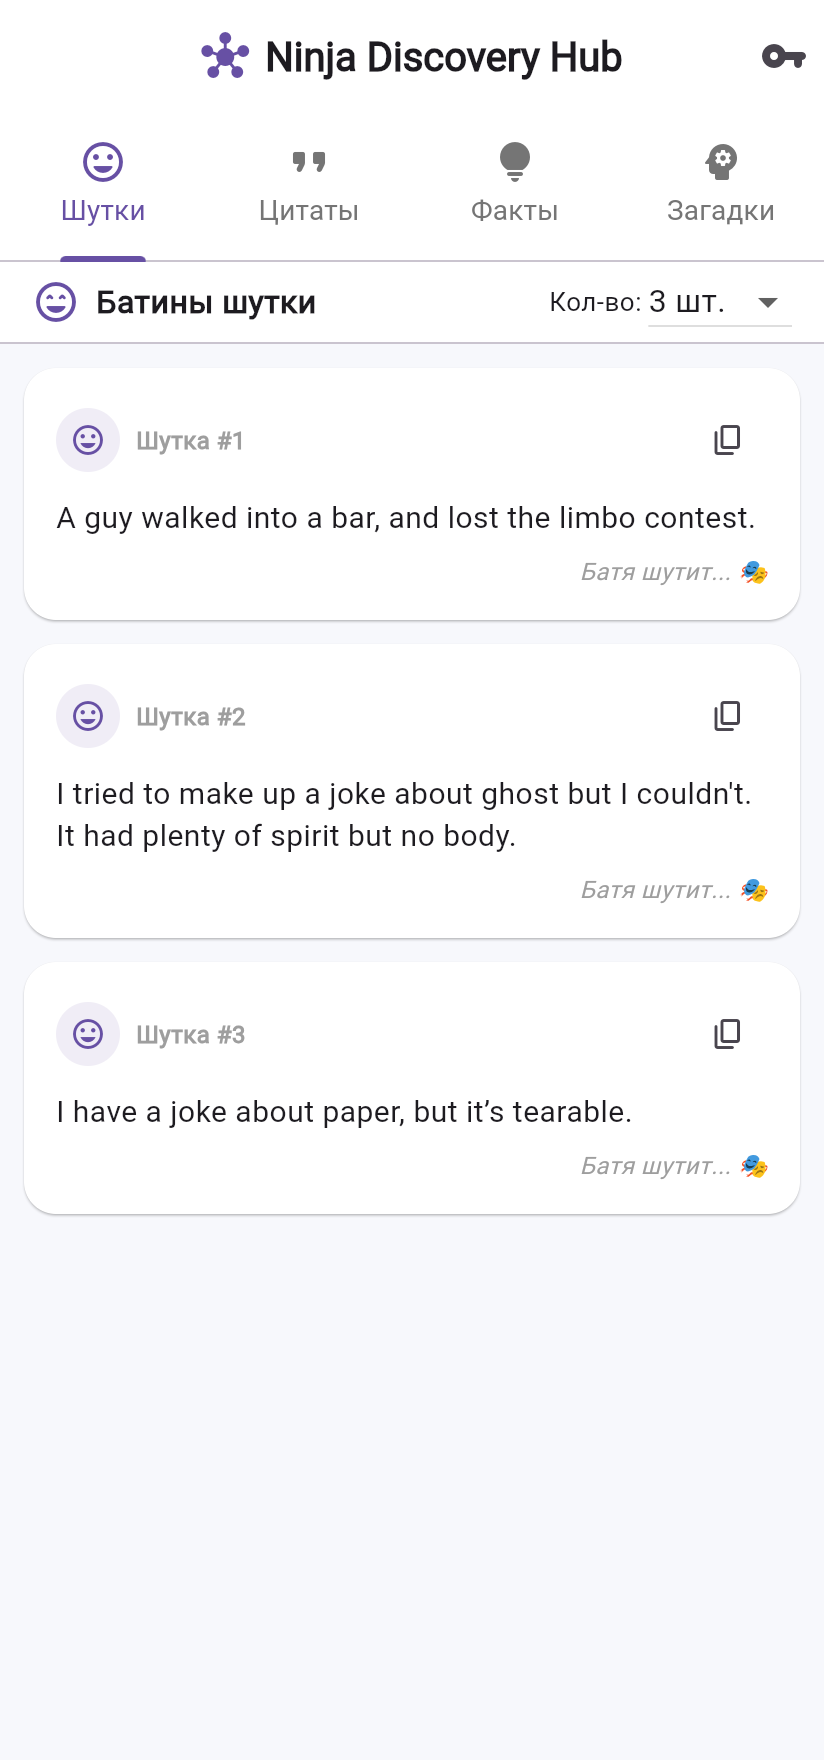 Ninja Discovery Hub
Шутки
Цитаты
Факты
Загадки
Батины шутки
Кол-во: 3 шт.
Шутка #1
A guy walked into a bar, and lost the limbo contest.
Батя шутит... 🎭
Шутка #2
I tried to make up a joke about ghost but I couldn't.
It had plenty of spirit but no body.
Батя шутит... 🎭
Шутка #3
I have a joke about paper, but it’s tearable.
Батя шутит... 🎭